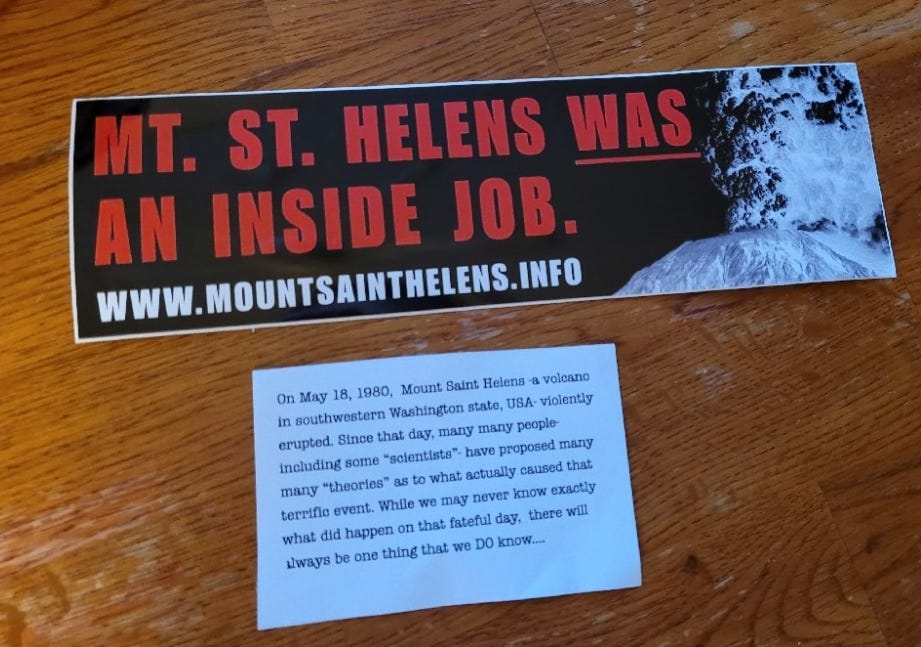 MT. ST. HELENS WAS
AN INSIDE JOB.
WWW.MOUNTSAINTHELENS.INFO
On May 18, 1980, Mount Saint Helens -a volcano
in southwestern Washington state, USA- violently
erupted. Since that day, many many people-
including some “scientists”- have proposed many
many “theories” as to what actually caused that
terrific event. While we may never know exactly
what did happen on that fateful day, there will
always be one thing that we DO know....